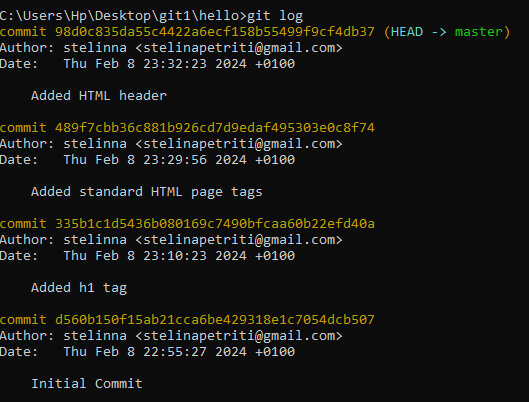 C:\Users\Hp\Desktop\git1\hello>git log
commit 98d0c835da55c4422a6ecf158b55499f9cf4db37 (HEAD -> master)
Author: stelinna <stelinapetriti@gmail.com>
Date:   Thu Feb 8 23:32:23 2024 +0100
    Added HTML header
commit 489f7cbb36c881b926cd7d9edaf495303e0c8f74
Author: stelinna <stelinapetriti@gmail.com>
Date:   Thu Feb 8 23:29:56 2024 +0100
    Added standard HTML page tags
commit 335b1c1d5436b080169c7490bfcaa60b22efd40a
Author: stelinna <stelinapetriti@gmail.com>
Date:   Thu Feb 8 23:10:23 2024 +0100
    Added h1 tag
commit d560b150f15ab21cca6be429318e1c7054dcb507
Author: stelinna <stelinapetriti@gmail.com>
Date:   Thu Feb 8 22:55:27 2024 +0100
    Initial Commit